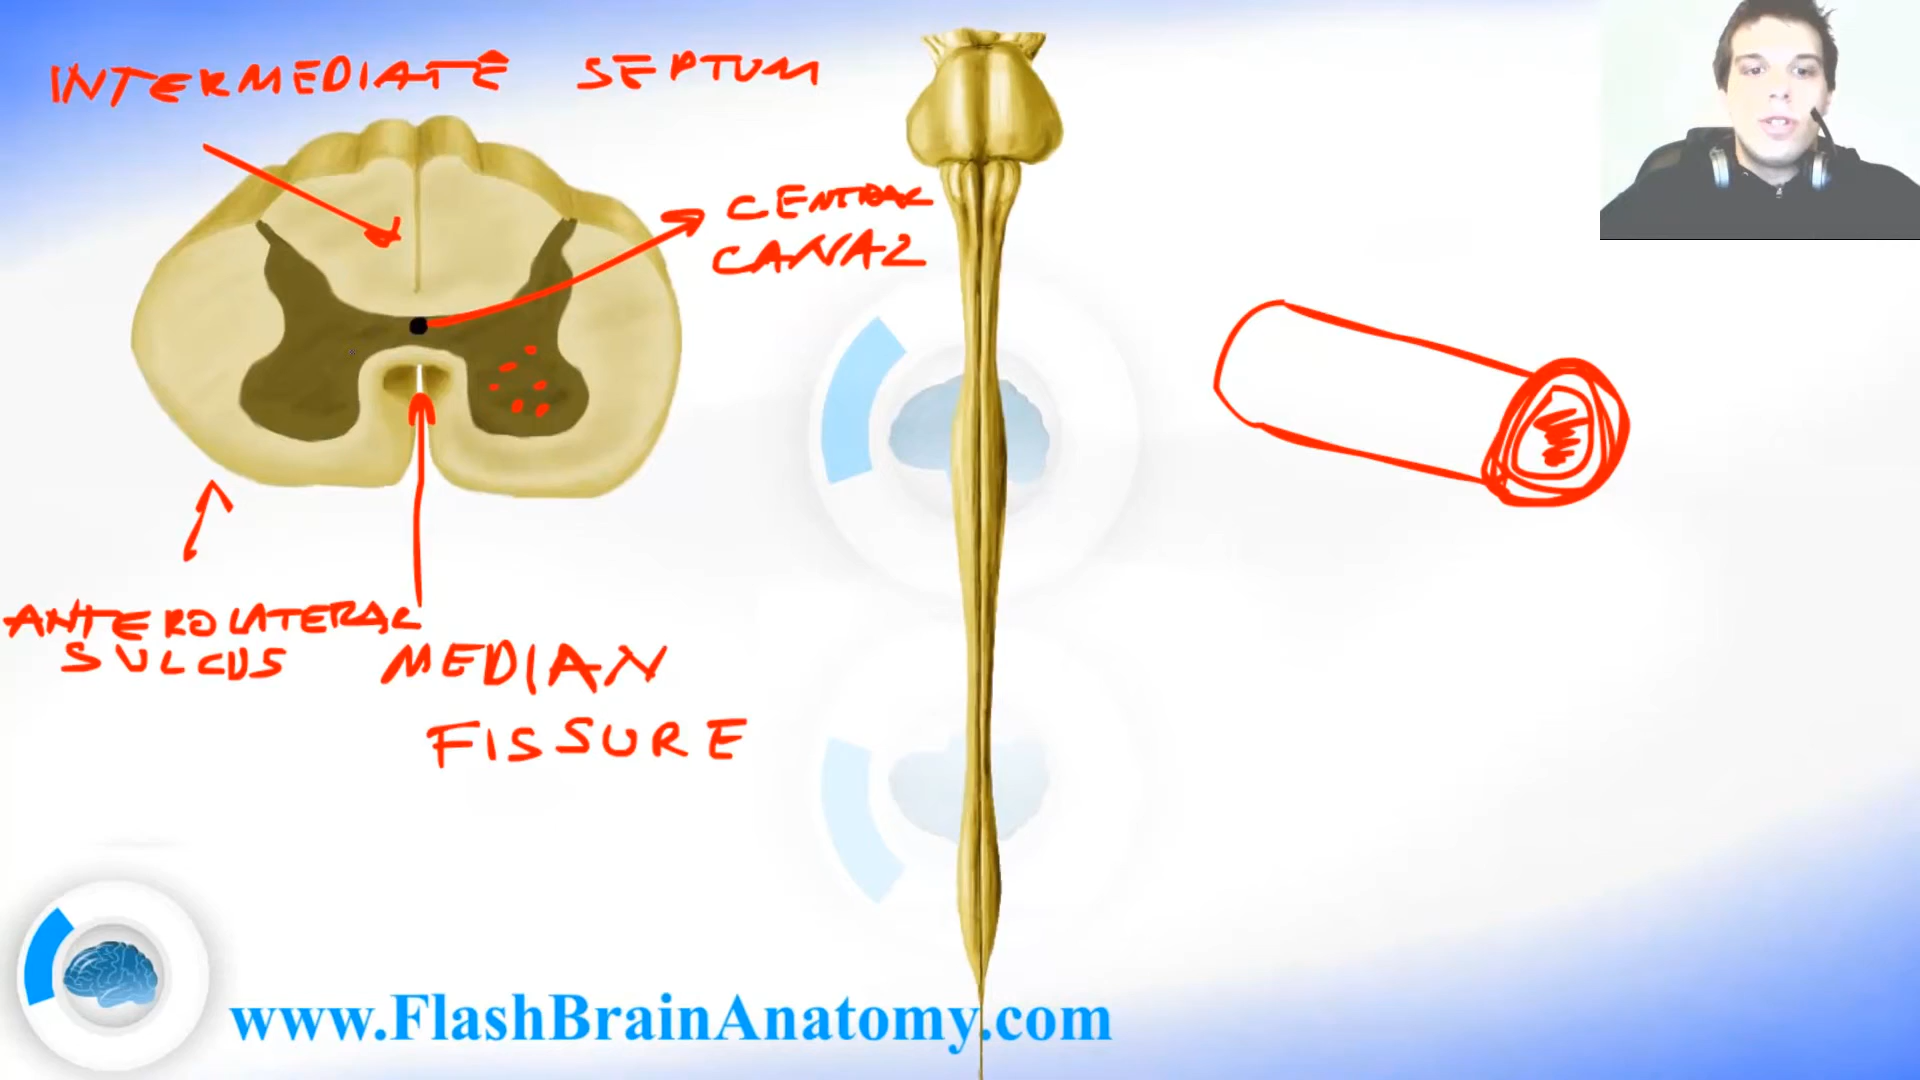 INTERMEDIATE SEPTUM
CENTRAL
CANAL
ANTEROLATERAL
SULCUS
MEDIAN
FISSURE
www.FlashBrainAnatomy.com